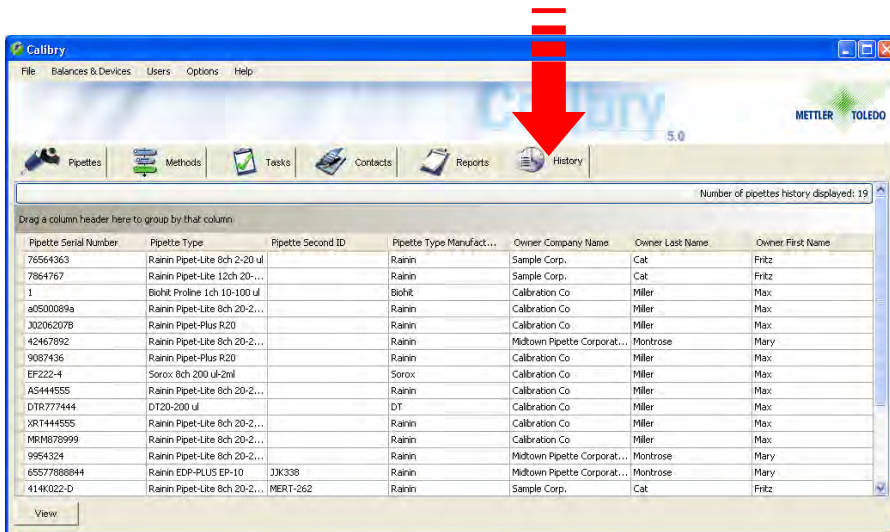 Calibry
File Balances & Devices Users Options Help
Calibry 5.0
METTLER TOLEDO
Pipettes Methods Tasks Contacts Reports History
Number of pipettes history displayed: 19
Drag a column header here to group by that column
Pipette Serial Number Pipette Type Pipette Second ID Pipette Type Manufact... Owner Company Name Owner Last Name Owner First Name
76564363 Rainin Pipet-Lite 8ch 2-20 ul Rainin Sample Corp. Cat Fritz
7864767 Rainin Pipet-Lite 12ch 20-... Rainin Sample Corp. Cat Fritz
1 Biohit Proline 1ch 10-100 ul Biohit Calibration Co Miller Max
a0500089a Rainin Pipet-Lite 8ch 20-2... Rainin Calibration Co Miller Max
J0206207B Rainin Pipet-Plus R20 Rainin Calibration Co Miller Max
42467892 Rainin Pipet-Lite 8ch 20-2... Rainin Midtown Pipette Corporat... Montrose Mary
9087436 Rainin Pipet-Plus R20 Rainin Calibration Co Miller Max
EF222-4 Sorox 8ch 200 ul-2ml Sorox Calibration Co Miller Max
AS444555 Rainin Pipet-Lite 8ch 20-2... Rainin Calibration Co Miller Max
DTR777444 DT20-200 ul DT Calibration Co Miller Max
XRT444555 Rainin Pipet-Lite 8ch 20-2... Rainin Calibration Co Miller Max
MRM878999 Rainin Pipet-Lite 8ch 20-2... Rainin Calibration Co Miller Max
9954324 Rainin Pipet-Lite 8ch 20-2... Rainin Midtown Pipette Corporat... Montrose Mary
65577888844 Rainin EDP-PLUS EP-10 JJK338 Rainin Midtown Pipette Corporat... Montrose Mary
414K022-D Rainin Pipet-Lite 8ch 20-2... MERT-262 Rainin Sample Corp. Cat Fritz
View